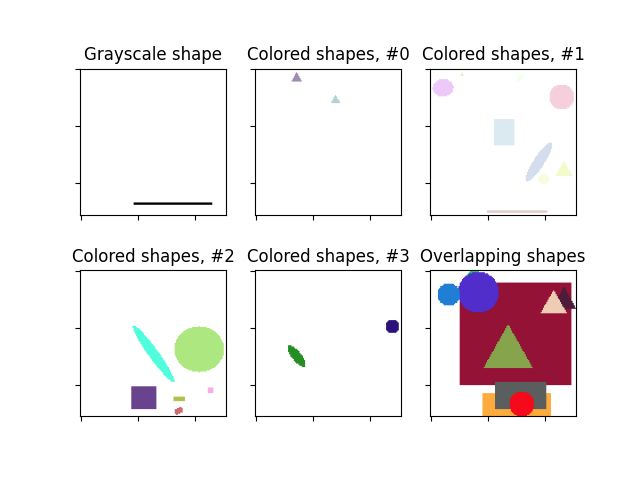 Grayscale shape
Colored shapes, #0
Colored shapes, #1
Colored shapes, #2
Colored shapes, #3
Overlapping shapes